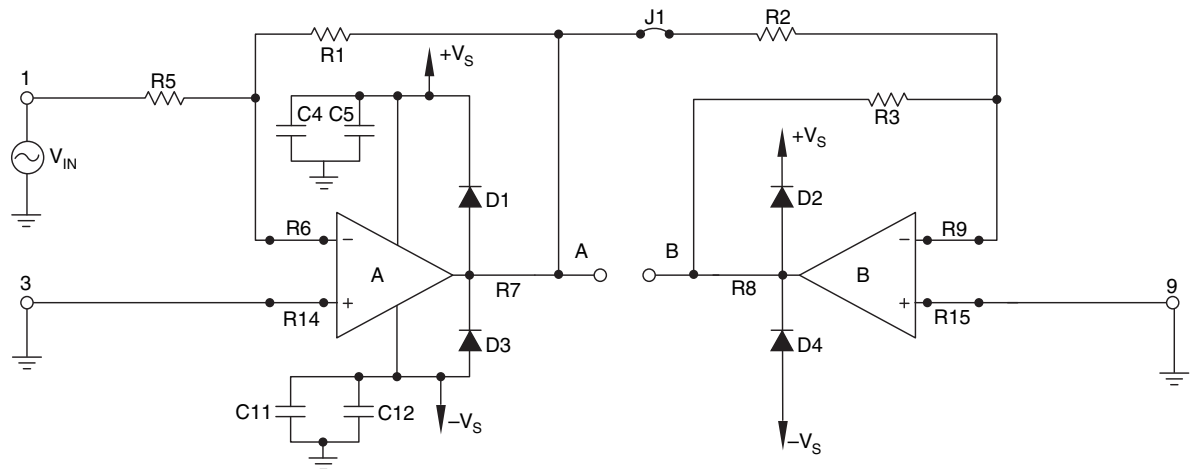 J1
R2
R1
+VS
1
R5
C4 C5
R3
+VS
VIN
D1
D2
R6
−
A
B
−
R9
A
B
3
R7
R8
+
R14
+
R15
9
D3
D4
C11
C12
−VS
−VS